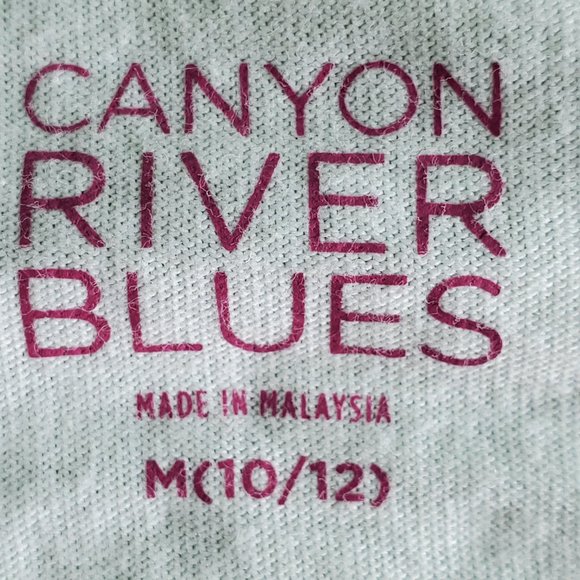 CANYON
RIVER
BLUES
MADE IN MALAYSIA
M(10/12)